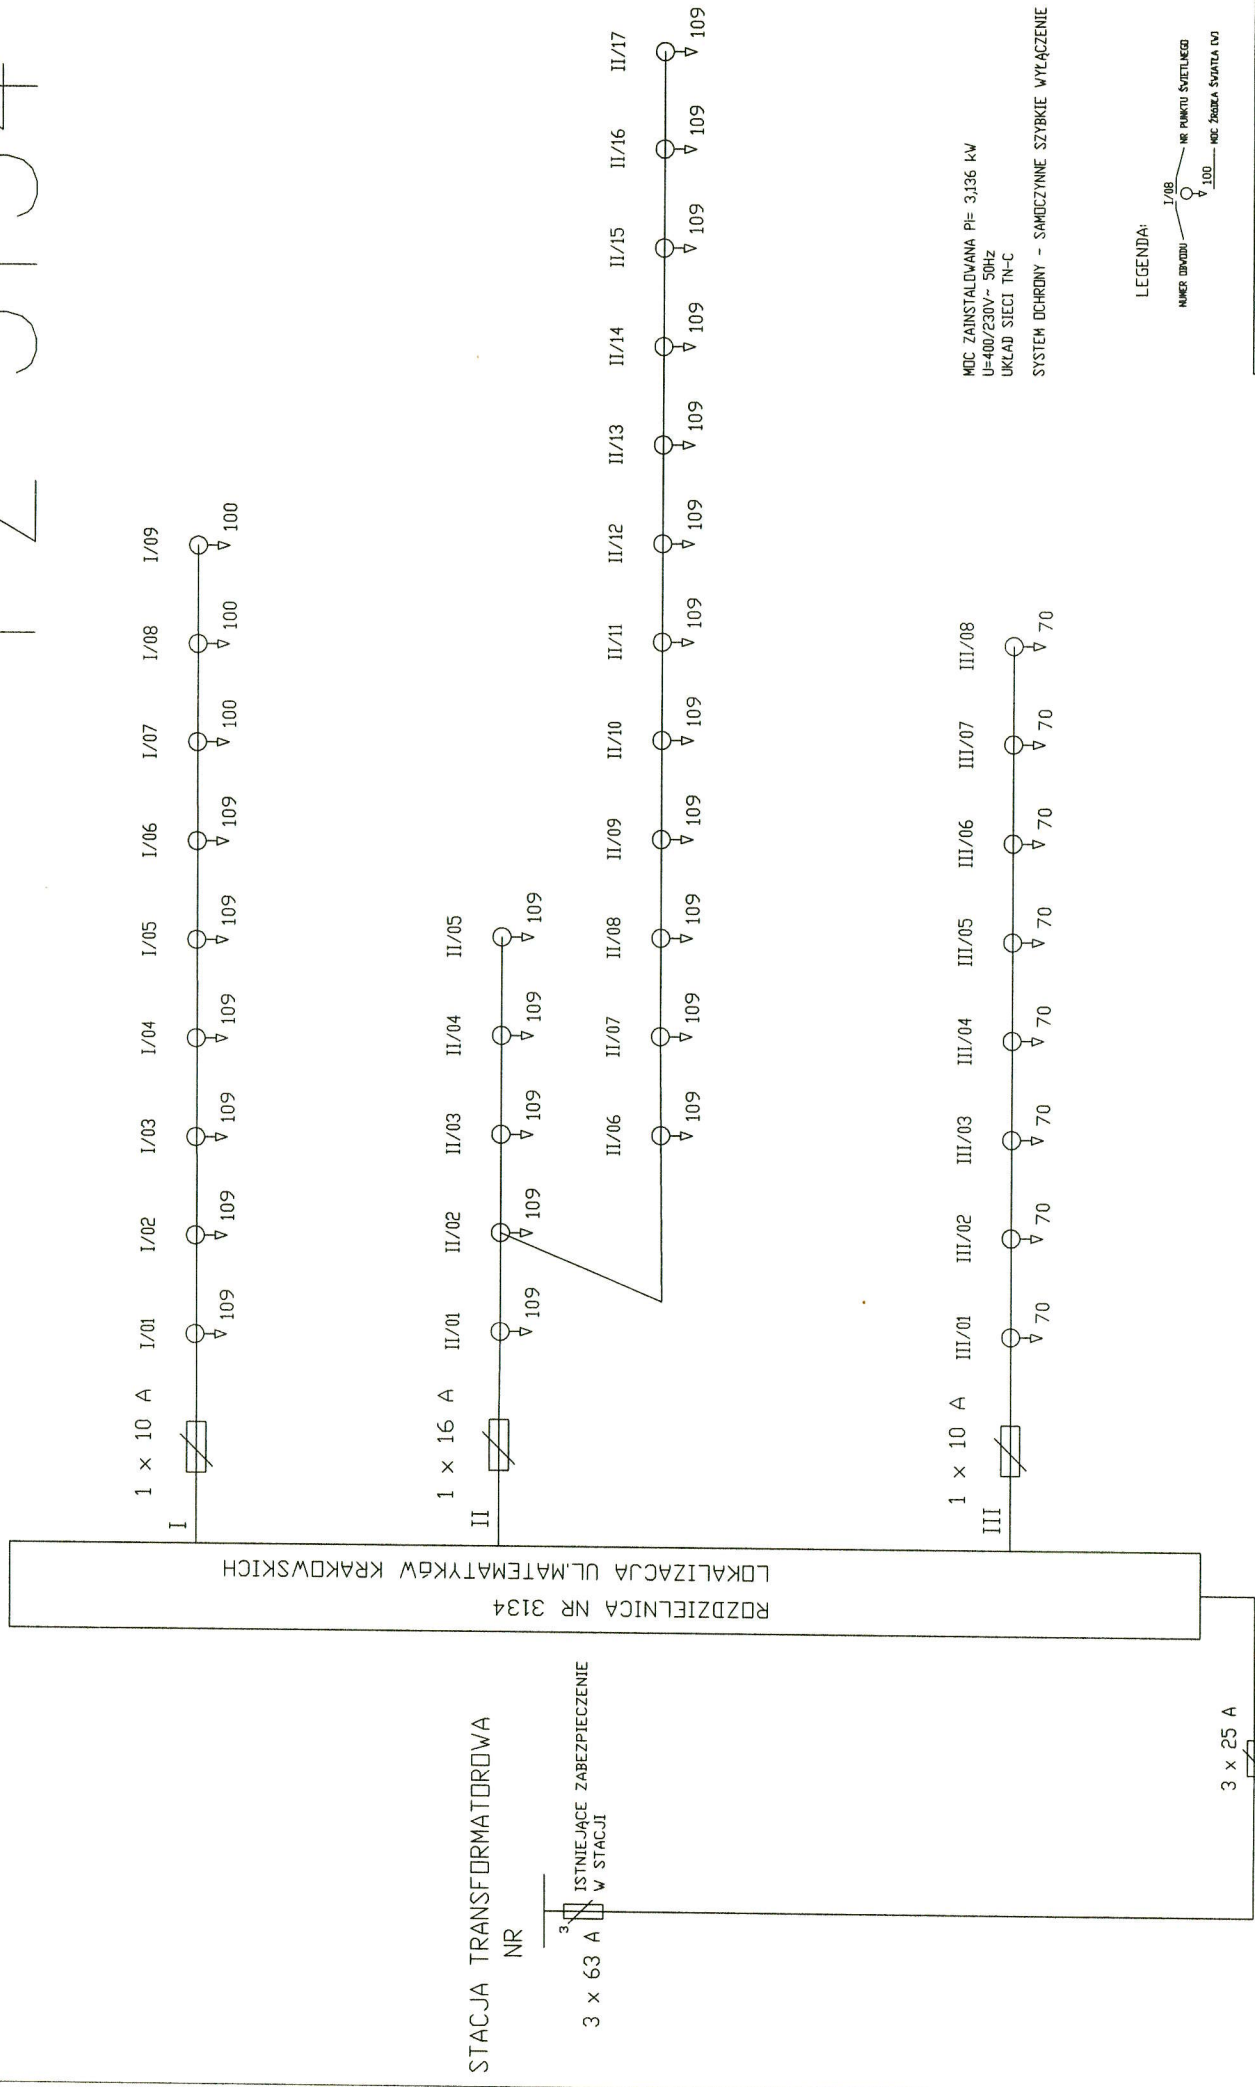 STACJA TRANSFORMATOROWA
NR
3
3 x 63 A
ISTNIEJĄCE ZABEZPIECZENIE
W STACJI
3 x 25 A
ROZDZIELNICA NR 3134
LOKALIZACJA UL.MATEMATYKÓW KRAKOWSKICH
I
1 x 10 A
I/01 I/02 I/03 I/04 I/05 I/06 I/07 I/08 I/09
109 109 109 109 109 109 100 100 100
II
1 x 16 A
II/01 II/02 II/03 II/04 II/05
109 109 109 109 109
II/06 II/07 II/08 II/09 II/10 II/11 II/12 II/13 II/14 II/15 II/16 II/17
109 109 109 109 109 109 109 109 109 109 109 109
III
1 x 10 A
III/01 III/02 III/03 III/04 III/05 III/06 III/07 III/08
70 70 70 70 70 70 70 70
MOC ZAINSTALOWANA Pi= 3,136 kW
U=400/230V~ 50Hz
UKŁAD SIECI TN-C
SYSTEM OCHRONY - SAMOCZYNNE SZYBKIE WYŁĄCZENIE
LEGENDA:
I/08
NUMER OBWODU
NR PUNKTU ŚWIETLNEGO
100
MOC ŹRÓDŁA ŚWIATŁA [W]